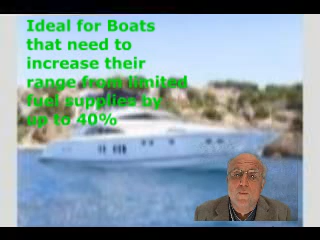 Ideal for Boats
that need to
increase their
range from limited
fuel supplies by
up to 40%